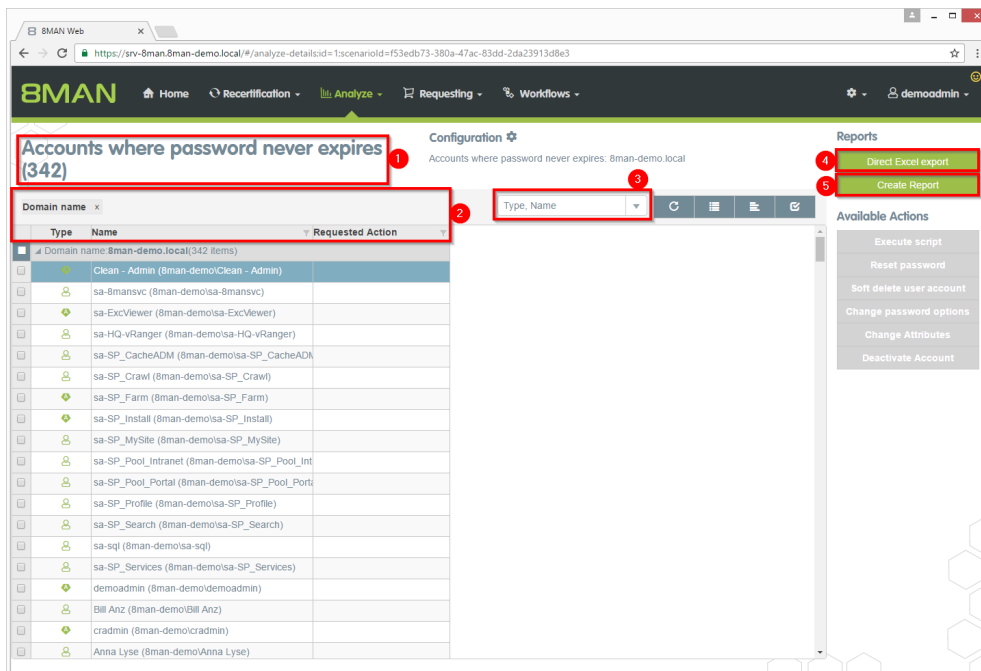 8MAN Web
https://srv-8man.8man-demo.local/#/analyze-details:id=1:scenarioId=f53edb73-380a-47ac-83dd-2da23913d8e3
8MAN Home Recertification Analyze Requesting Workflows demoadmin
Accounts where password never expires (342)
1
Configuration
Accounts where password never expires: 8man-demo.local
Reports
4 Direct Excel export
5 Create Report
Domain name x
2
3
Type, Name
Available Actions
Execute script
Reset password
Soft delete user account
Change password options
Change Attributes
Deactivate Account
Type Name Requested Action
Domain name:8man-demo.local(342 items)
Clean - Admin (8man-demo\Clean - Admin)
sa-8mansvc (8man-demo\sa-8mansvc)
sa-ExcViewer (8man-demo\sa-ExcViewer)
sa-HQ-vRanger (8man-demo\sa-HQ-vRanger)
sa-SP_CacheADM (8man-demo\sa-SP_CacheADM
sa-SP_Crawl (8man-demo\sa-SP_Crawl)
sa-SP_Farm (8man-demo\sa-SP_Farm)
sa-SP_Install (8man-demo\sa-SP_Install)
sa-SP_MySite (8man-demo\sa-SP_MySite)
sa-SP_Pool_Intranet (8man-demo\sa-SP_Pool_Int
sa-SP_Pool_Portal (8man-demo\sa-SP_Pool_Porta
sa-SP_Profile (8man-demo\sa-SP_Profile)
sa-SP_Search (8man-demo\sa-SP_Search)
sa-sql (8man-demo\sa-sql)
sa-SP_Services (8man-demo\sa-SP_Services)
demoadmin (8man-demo\demoadmin)
Bill Anz (8man-demo\Bill Anz)
cradmin (8man-demo\cradmin)
Anna Lyse (8man-demo\Anna Lyse)